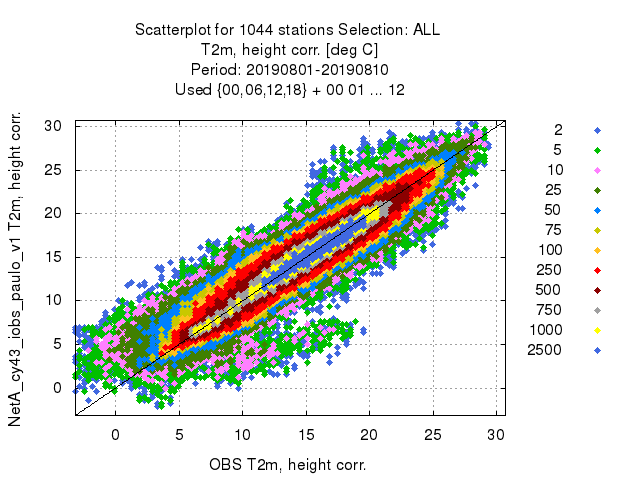 Scatterplot for 1044 stations Selection: ALL
T2m, height corr. [deg C]
Period: 20190801-20190810
Used {00,06,12,18} + 00 01 ... 12
NetA_cy43_iobs_paulo_v1 T2m, height corr.
30
25
20
15
10
5
0
0 5 10 15 20 25 30
OBS T2m, height corr.
2
5
10
25
50
75
100
250
500
750
1000
2500